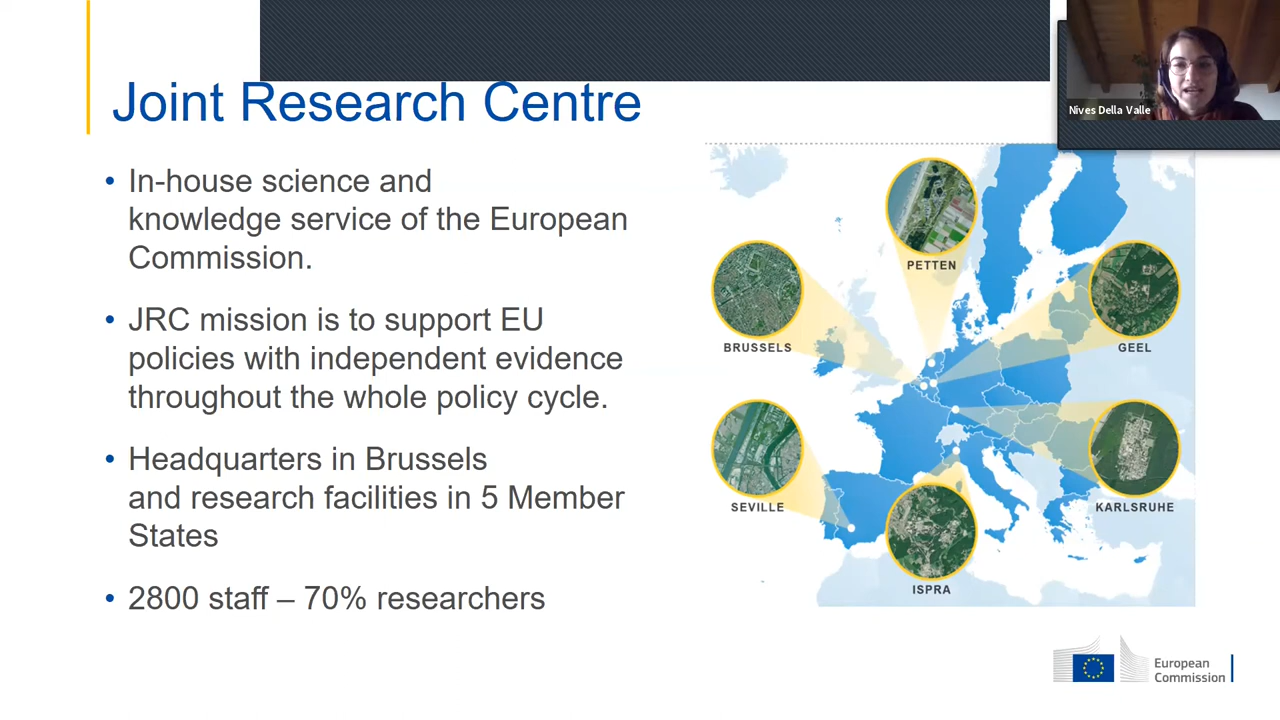 Joint Research Centre
Nives Della Valle
• In-house science and
knowledge service of the European
Commission.
• JRC mission is to support EU
policies with independent evidence
throughout the whole policy cycle.
• Headquarters in Brussels
and research facilities in 5 Member
States
• 2800 staff – 70% researchers
PETTEN
BRUSSELS
GEEL
SEVILLE
KARLSRUHE
ISPRA
European
Commission